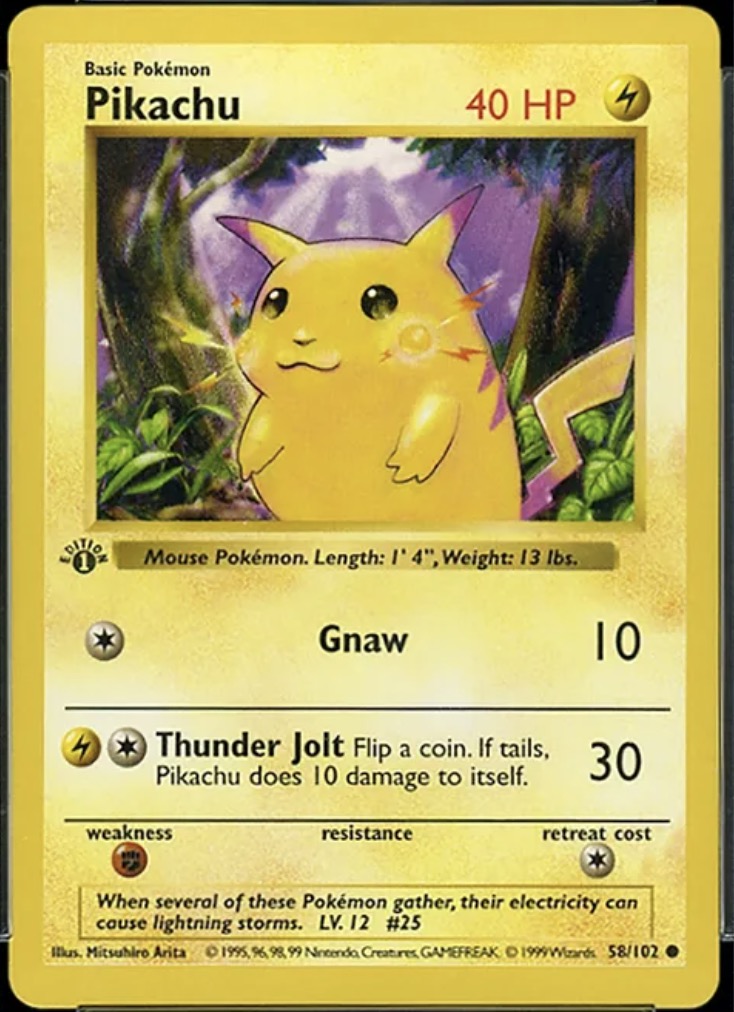 Basic Pokémon
Pikachu 40 HP
EDITION 1
Mouse Pokémon. Length: 1' 4", Weight: 13 lbs.
Gnaw 10
Thunder Jolt Flip a coin. If tails, 30
Pikachu does 10 damage to itself.
weakness resistance retreat cost
When several of these Pokémon gather, their electricity can
cause lightning storms. LV. 12 #25
Illus. Mitsuhiro Arita © 1995, 96, 98, 99 Nintendo, Creatures, GAMEFREAK. © 1999 Wizards. 58/102